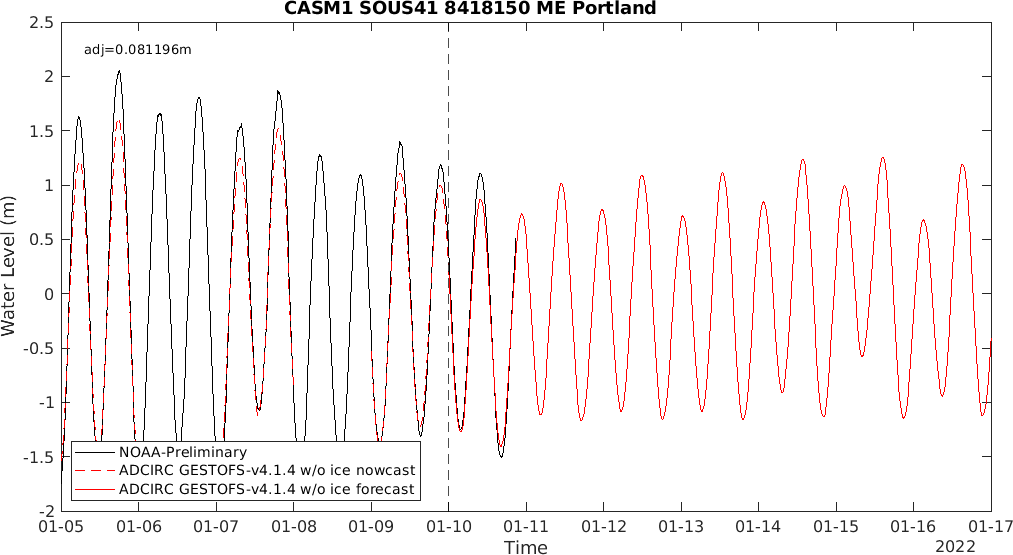 CASM1 SOUS41 8418150 ME Portland
adj=0.081196m
2.5
2
1.5
1
0.5
0
-0.5
-1
-1.5
-2
Water Level (m)
NOAA-Preliminary
ADCIRC GESTOFS-v4.1.4 w/o ice nowcast
ADCIRC GESTOFS-v4.1.4 w/o ice forecast
01-05 01-06 01-07 01-08 01-09 01-10 01-11 01-12 01-13 01-14 01-15 01-16 01-17
Time
2022